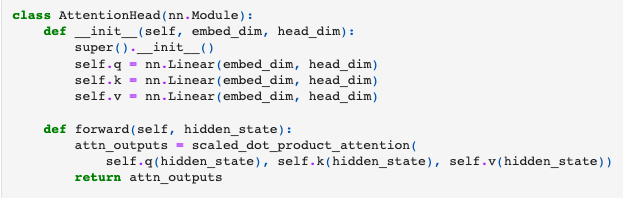 class AttentionHead(nn.Module):
    def __init__(self, embed_dim, head_dim):
        super().__init__()
        self.q = nn.Linear(embed_dim, head_dim)
        self.k = nn.Linear(embed_dim, head_dim)
        self.v = nn.Linear(embed_dim, head_dim)

    def forward(self, hidden_state):
        attn_outputs = scaled_dot_product_attention(
            self.q(hidden_state), self.k(hidden_state), self.v(hidden_state))
        return attn_outputs